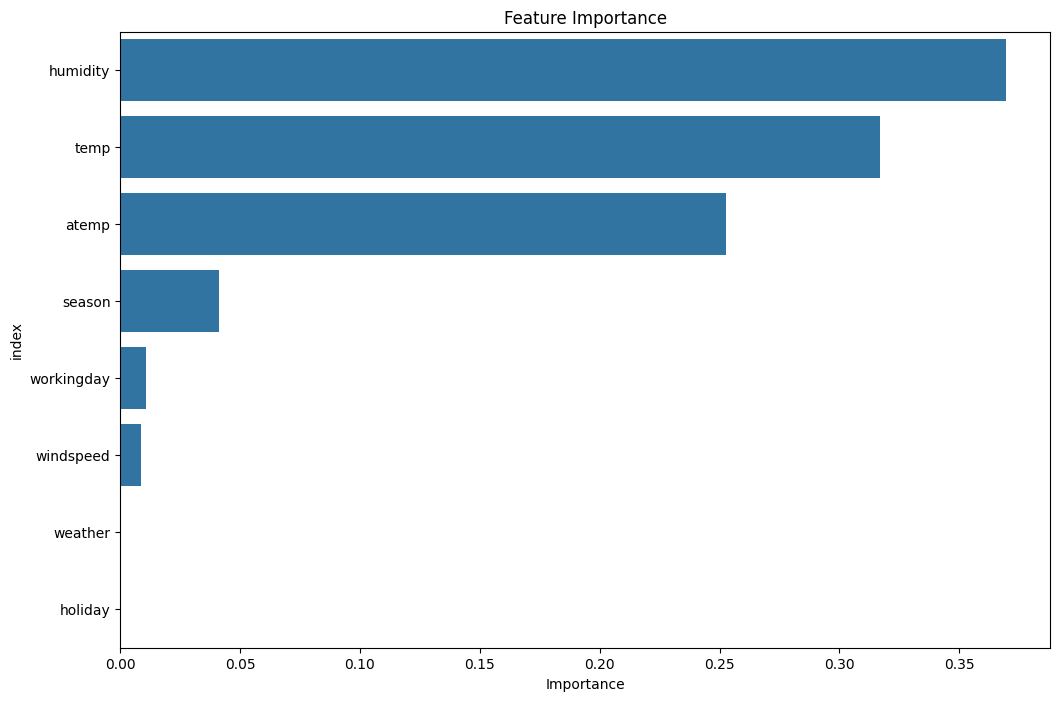 Feature Importance
humidity
temp
atemp
season
workingday
windspeed
weather
holiday
index
0.00 0.05 0.10 0.15 0.20 0.25 0.30 0.35
Importance